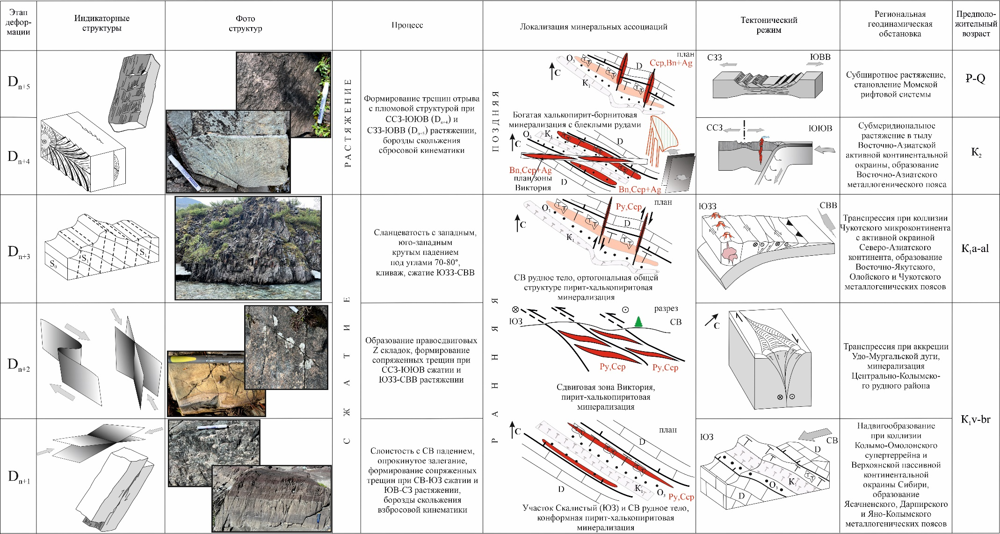 Этап
дефор-
мации
Индикаторные
структуры
Фото
структур
Процесс
Локализация минеральных ассоциаций
Тектонический
режим
Региональная
геодинамическая
обстановка
Предполо-
жительный
возраст
Dn+5
Dn+4
РАСТЯЖЕНИЕ
Формирование трещин отрыва
с плюмовой структурой при
ССЗ-ЮЮВ (Dn+4) и
СЗЗ-ЮВВ (Dn+5) растяжении,
борозды скольжения
сбросовой кинематики
ПОЗДНЯЯ
план
O3
D
Ccp,Bn+Ag
С
K1
Богатая халькопирит-борнитовая
минерализация с блеклыми рудами
O3
K1
D
С
Bn,Ccp+Ag
план зоны
Виктория
D
Bn,Ccp+Ag
СЗЗ
ЮВВ
Субширотное растяжение,
становление Момской
рифтовой системы
₽-Q
ССЗ
ЮЮВ
Субмеридиональное
растяжение в тылу
Восточно-Азиатской
активной континентальной
окраины, образование
Восточно-Азиатского
металлогенического пояса
K2
Dn+3
S0
S1
S1
СЖАТИЕ
Сланцеватость с западным,
юго-западным
крутым падением
под углами 70-80°,
кливаж, сжатие ЮЗЗ-СВВ
РАННЯЯ
план
O3
Py,Ccp
D
С
K1
СВ рудное тело, ортогональная общей
структуре пирит-халькопиритовая
минерализация
ЮЗЗ
СВВ
Транспрессия при коллизии
Чукотского микроконтинента
с активной окраиной
Северо-Азиатского
континента, образование
Восточно-Якутского,
Олойского и Чукотского
металлогенических поясов
K1a-al
Dn+2
Образование правосдвиговых
Z складок, формирование
сопряженных трещин при
ССЗ-ЮЮВ сжатии и
ЮЗЗ-СВВ растяжении
разрез
ЮЗ
СВ
Py,Ccp
Py,Ccp
Сдвиговая зона Виктория,
пирит-халькопиритовая
минерализация
С
Транспрессия при аккреции
Удо-Мургальской дуги,
минерализация
Центрально-Колымско-
го рудного района
K1v-br
Dn+1
Слоистость с СВ падением,
опрокинутое залегание,
формирование сопряженных
трещин при СВ-ЮЗ сжатии и
ЮВ-СЗ растяжении,
борозды скольжения
взбросовой кинематики
план
С
D
D
K1
O3
Py,Ccp
Участок Скалистый (ЮЗ) и СВ рудное тело,
конформная пирит-халькопиритовая
минерализация
ЮЗ
СВ
D
K1
O3
D
Надвигообразование
при коллизии
Колымо-Омолонского
супертеррейна и
Верхоянской пассивной
континентальной
окраины Сибири,
образование
Ясачненского, Дарпирского
и Яно-Колымского
металлогенических поясов